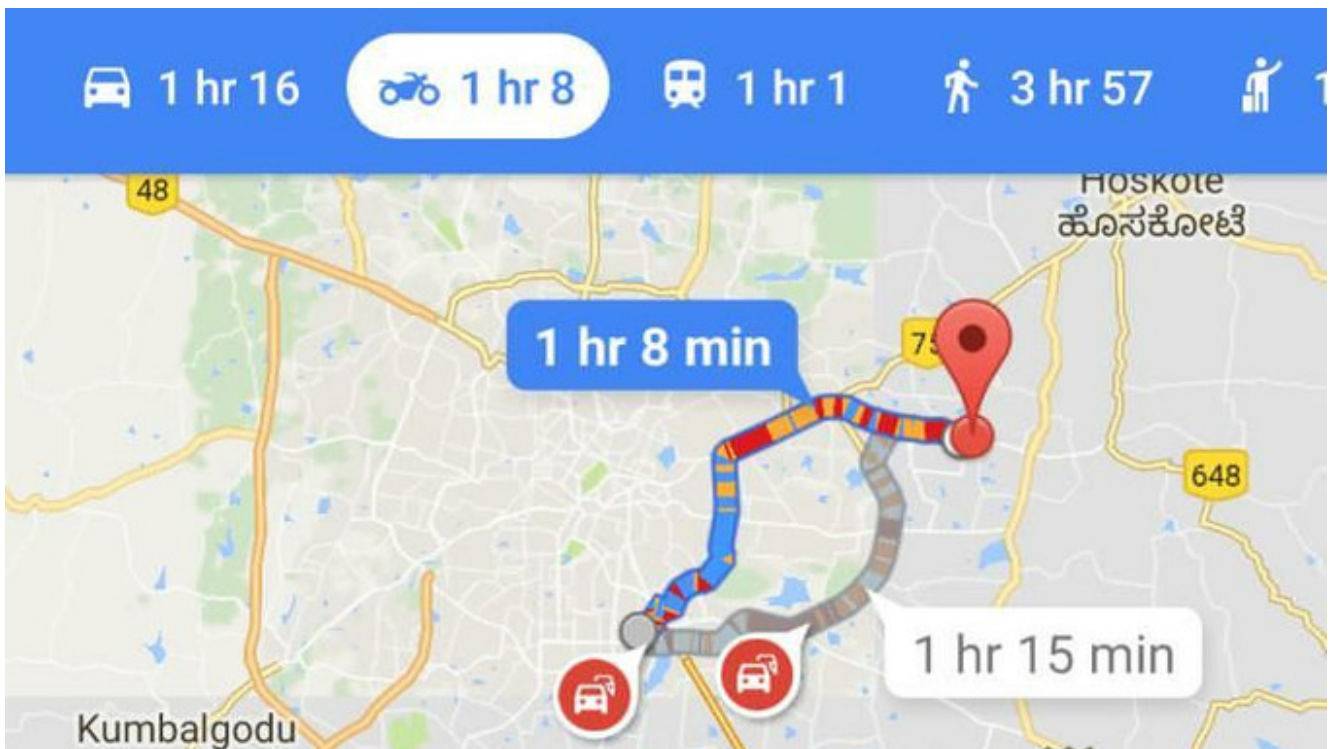 1 hr 16 1 hr 8 1 hr 1 3 hr 57 1
48
Hoskote
ಹೊಸಕೋಟೆ
1 hr 8 min
648
1 hr 15 min
Kumbalgodu